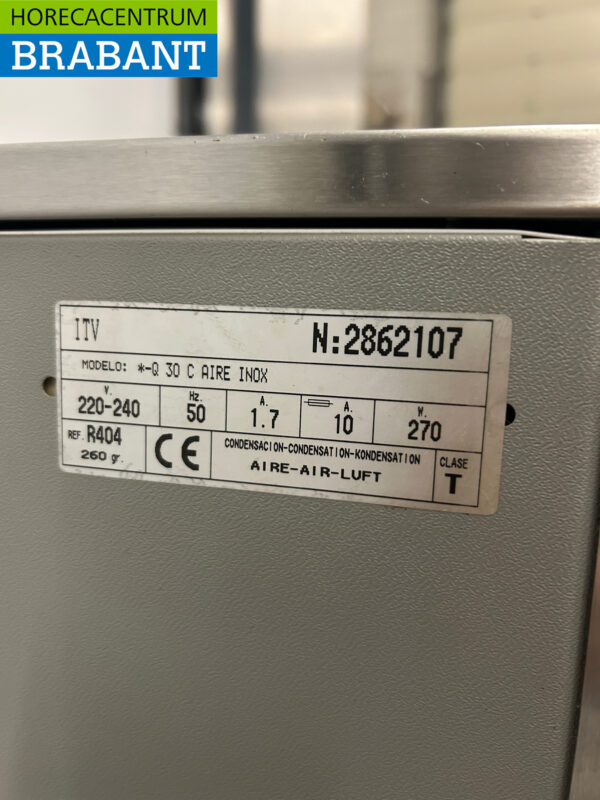 HORECACENTRUM
BRABANT
ITV N:2862107
MODELO: *-Q 30 C AIRE INOX
V. Hz. A. A. W.
220-240 50 1.7 10 270
REF. R404
260 gr.
CE
CONDENSACION-CONDENSATION-KONDENSATION
AIRE-AIR-LUFT
CLASE
T